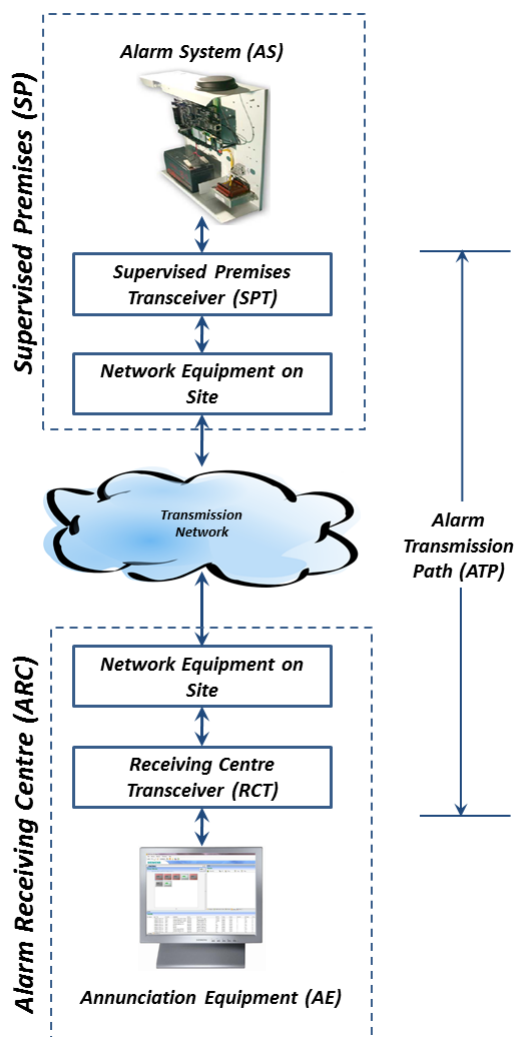 Supervised Premises (SP)
Alarm System (AS)
Supervised Premises
Transceiver (SPT)
Network Equipment on
Site
Transmission
Network
Alarm
Transmission
Path (ATP)
Alarm Receiving Centre (ARC)
Network Equipment on
Site
Receiving Centre
Transceiver (RCT)
Annunciation Equipment (AE)